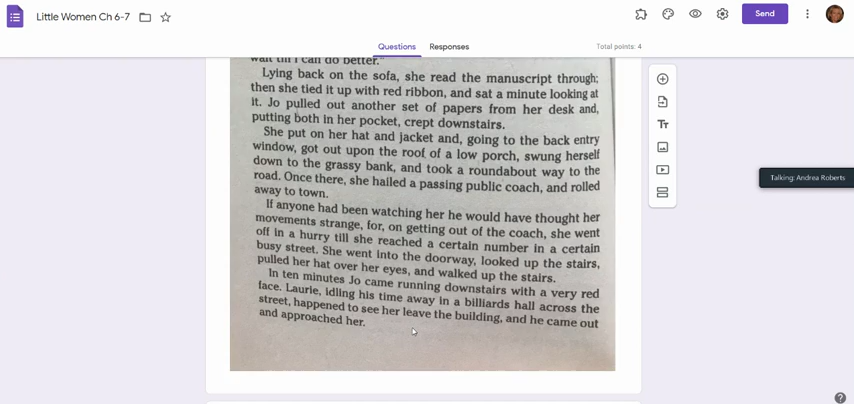 Little Women Ch 6-7
Send
Questions
Responses
Total points: 4
wait till I can do better."
Lying back on the sofa, she read the manuscript through;
then she tied it up with red ribbon, and sat a minute looking at
it. Jo pulled out another set of papers from her desk and,
putting both in her pocket, crept downstairs.
She put on her hat and jacket and, going to the back entry
window, got out upon the roof of a low porch, swung herself
down to the grassy bank, and took a roundabout way to the
road. Once there, she hailed a passing public coach, and rolled
away to town.
If anyone had been watching her he would have thought her
movements strange, for, on getting out of the coach, she went
off in a hurry till she reached a certain number in a certain
busy street. She went into the doorway, looked up the stairs,
pulled her hat over her eyes, and walked up the stairs.
In ten minutes Jo came running downstairs with a very red
face. Laurie, idling his time away in a billiards hall across the
street, happened to see her leave the building, and he came out
and approached her.
Tт
Talking: Andrea Roberts